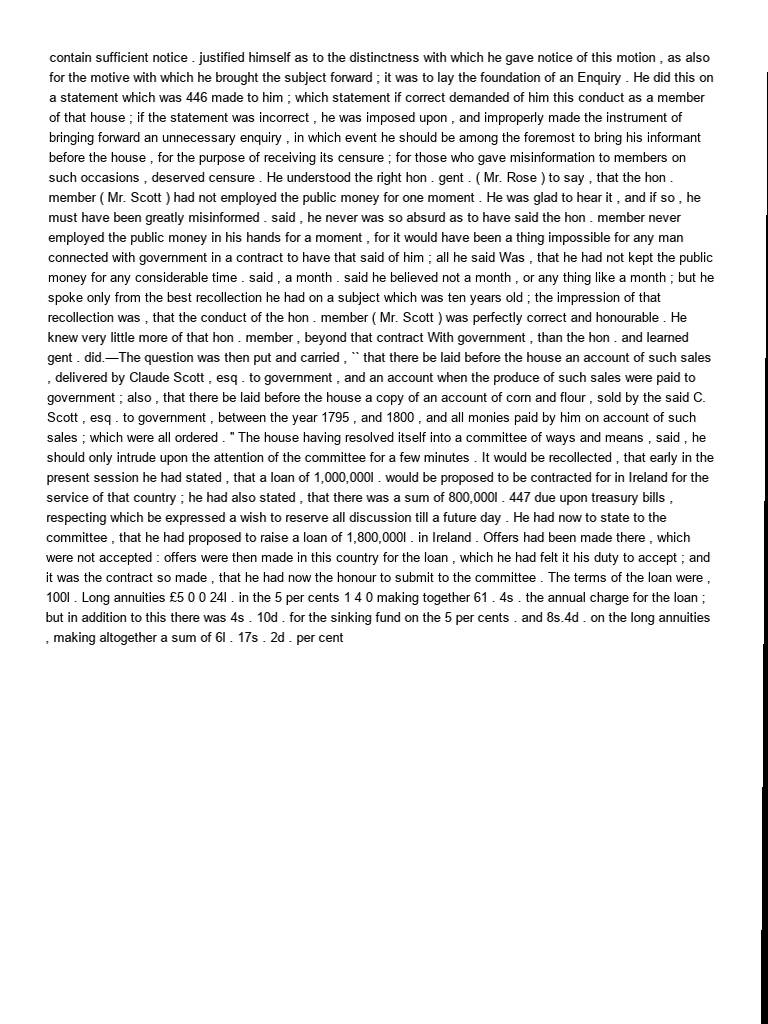 contain sufficient notice . justified himself as to the distinctness with which he gave notice of this motion , as also
for the motive with which he brought the subject forward ; it was to lay the foundation of an Enquiry . He did this on
a statement which was 446 made to him ; which statement if correct demanded of him this conduct as a member
of that house ; if the statement was incorrect , he was imposed upon , and improperly made the instrument of
bringing forward an unnecessary enquiry , in which event he should be among the foremost to bring his informant
before the house , for the purpose of receiving its censure ; for those who gave misinformation to members on
such occasions , deserved censure . He understood the right hon . gent . ( Mr. Rose ) to say , that the hon .
member ( Mr. Scott ) had not employed the public money for one moment . He was glad to hear it , and if so , he
must have been greatly misinformed . said , he never was so absurd as to have said the hon . member never
employed the public money in his hands for a moment , for it would have been a thing impossible for any man
connected with government in a contract to have that said of him ; all he said Was , that he had not kept the public
money for any considerable time . said , a month . said he believed not a month , or any thing like a month ; but he
spoke only from the best recollection he had on a subject which was ten years old ; the impression of that
recollection was , that the conduct of the hon . member ( Mr. Scott ) was perfectly correct and honourable . He
knew very little more of that hon . member , beyond that contract With government , than the hon . and learned
gent . did.—The question was then put and carried , `` that there be laid before the house an account of such sales
, delivered by Claude Scott , esq . to government , and an account when the produce of such sales were paid to
government ; also , that there be laid before the house a copy of an account of corn and flour , sold by the said C.
Scott , esq . to government , between the year 1795 , and 1800 , and all monies paid by him on account of such
sales ; which were all ordered . " The house having resolved itself into a committee of ways and means , said , he
should only intrude upon the attention of the committee for a few minutes . It would be recollected , that early in the
present session he had stated , that a loan of 1,000,000l . would be proposed to be contracted for in Ireland for the
service of that country ; he had also stated , that there was a sum of 800,000l . 447 due upon treasury bills ,
respecting which be expressed a wish to reserve all discussion till a future day . He had now to state to the
committee , that he had proposed to raise a loan of 1,800,000l . in Ireland . Offers had been made there , which
were not accepted : offers were then made in this country for the loan , which he had felt it his duty to accept ; and
it was the contract so made , that he had now the honour to submit to the committee . The terms of the loan were ,
100l . Long annuities £5 0 0 24l . in the 5 per cents 1 4 0 making together 61 . 4s . the annual charge for the loan ;
but in addition to this there was 4s . 10d . for the sinking fund on the 5 per cents . and 8s.4d . on the long annuities
, making altogether a sum of 6l . 17s . 2d . per cent